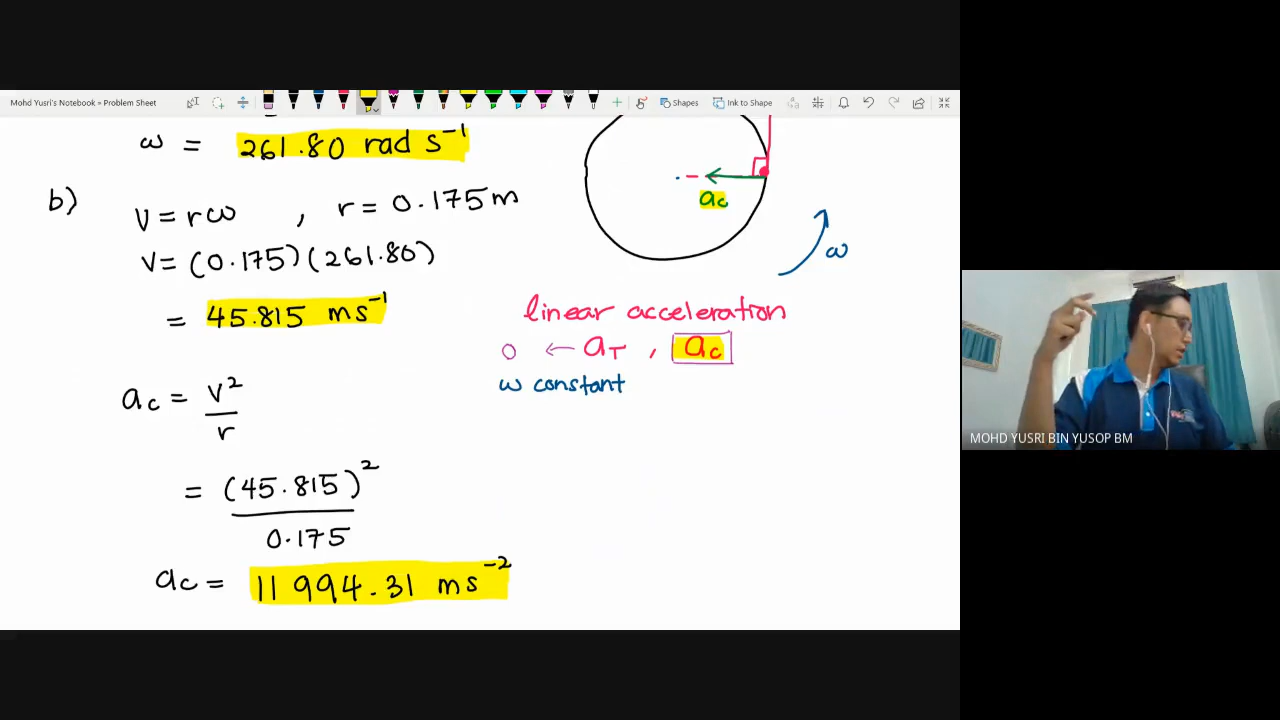 Mohd Yusri's Notebook » Problem Sheet
Shapes
Ink to Shape
ω = 261.80 rad s⁻¹
b)
v = rω , r = 0.175m
v = (0.175)(261.80)
= 45.815 ms⁻¹
ac = v²/r
= (45.815)²/0.175
ac = 11 994.31 ms⁻²
ac
ω
linear acceleration
0 ← aT , ac
ω constant
MOHD YUSRI BIN YUSOP BM